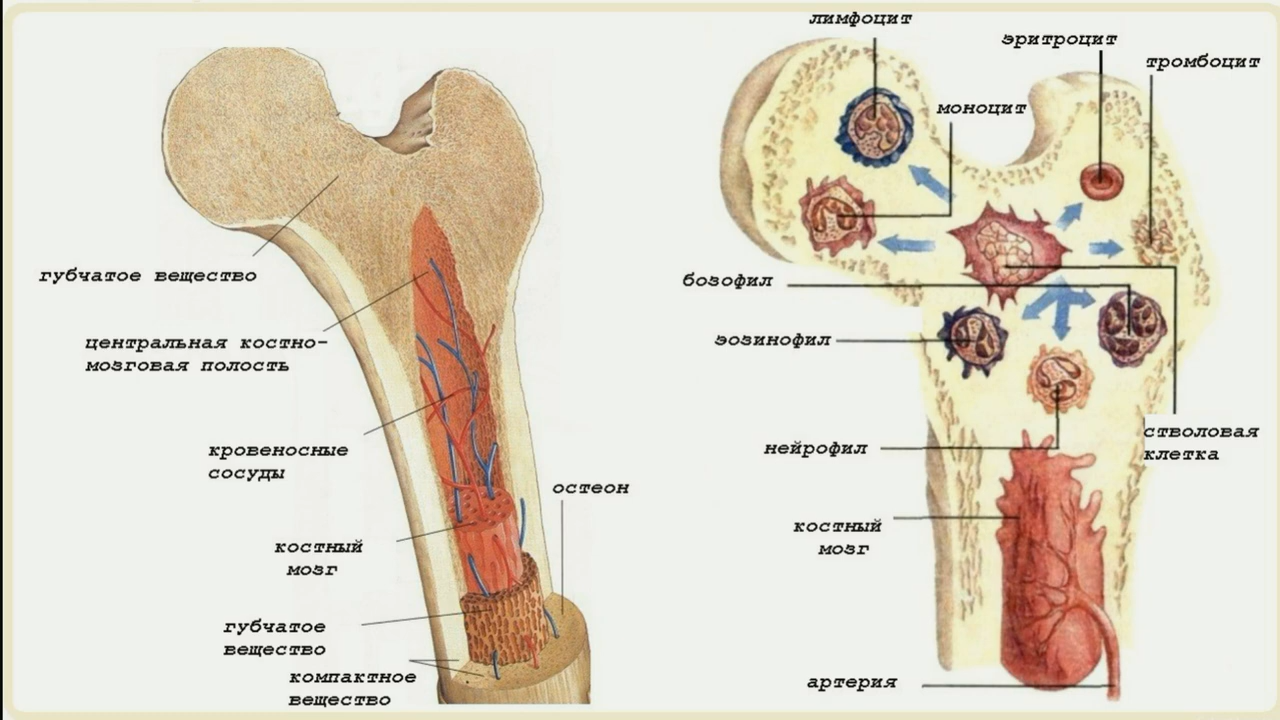 губчатое вещество
центральная костно-
мозговая полость
кровеносные
сосуды
остеон
костный
мозг
губчатое
вещество
компактное
вещество
лимфоцит
эритроцит
тромбоцит
моноцит
бозофил
эозинофил
нейрофил
стволовая
клетка
костный
мозг
артерия